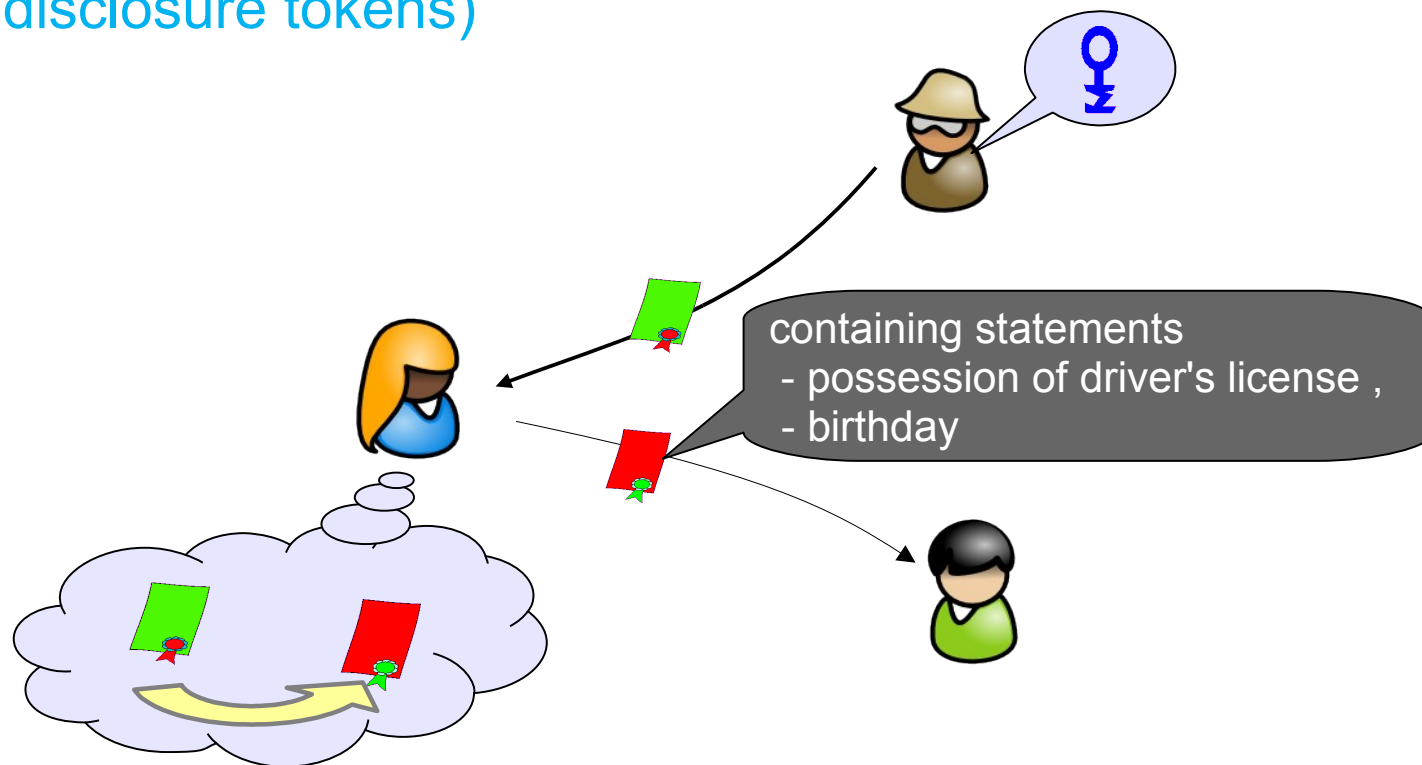 disclosure tokens)
containing statements
- possession of driver's license ,
- birthday